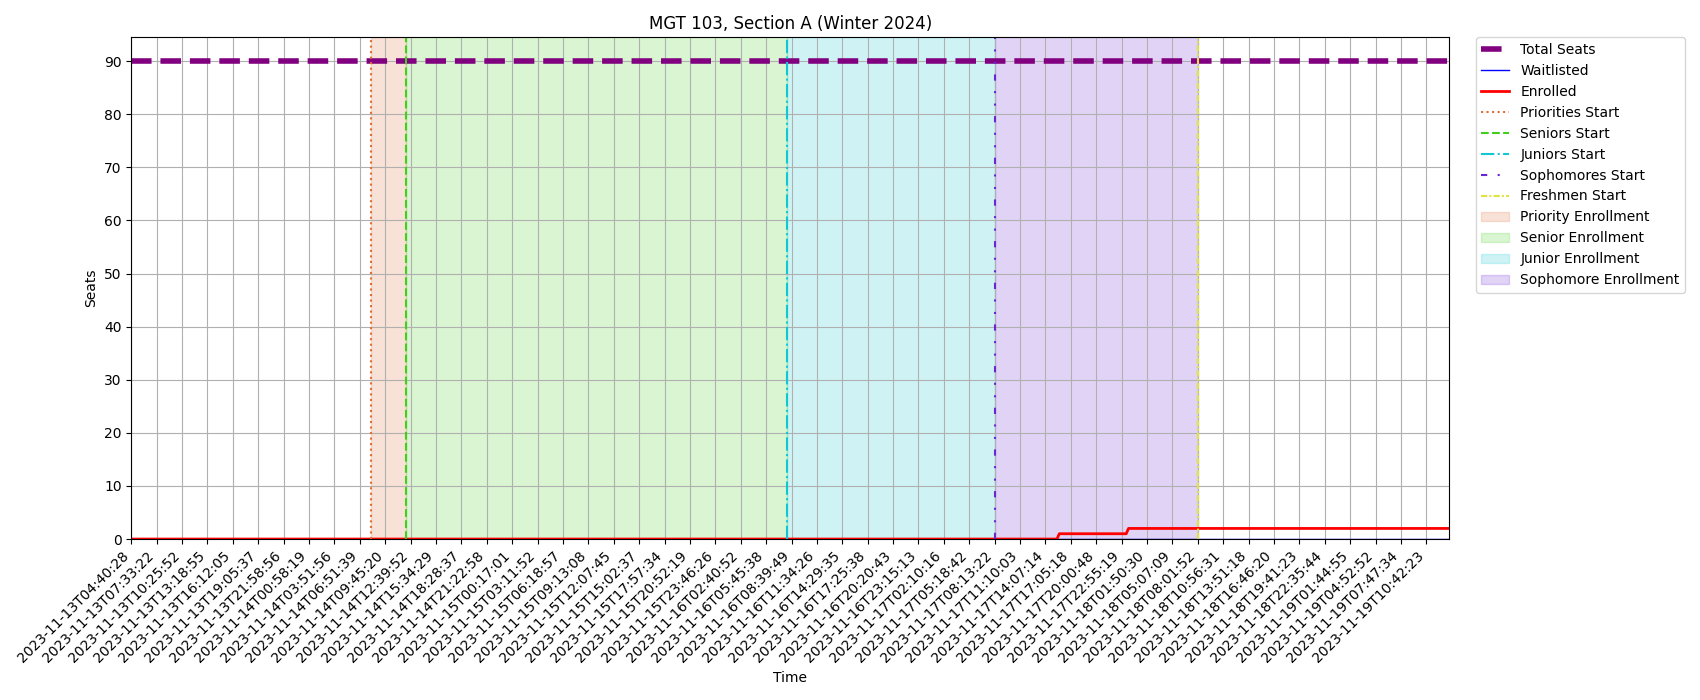 MGT 103, Section A (Winter 2024)
Total Seats
Waitlisted
Enrolled
Priorities Start
Seniors Start
Juniors Start
Sophomores Start
Freshmen Start
Priority Enrollment
Senior Enrollment
Junior Enrollment
Sophomore Enrollment
Seats
90
80
70
60
50
40
30
20
10
0
2023-11-13T04:40:28
2023-11-13T07:33:22
2023-11-13T10:25:52
2023-11-13T13:18:55
2023-11-13T16:12:05
2023-11-13T19:05:37
2023-11-13T21:58:56
2023-11-14T00:58:19
2023-11-14T03:51:56
2023-11-14T06:51:39
2023-11-14T09:45:20
2023-11-14T12:39:52
2023-11-14T15:34:29
2023-11-14T18:28:37
2023-11-14T21:22:58
2023-11-15T00:17:01
2023-11-15T03:11:52
2023-11-15T06:18:57
2023-11-15T09:13:08
2023-11-15T12:07:45
2023-11-15T15:02:37
2023-11-15T17:57:34
2023-11-15T20:52:19
2023-11-15T23:46:26
2023-11-16T02:40:52
2023-11-16T05:45:38
2023-11-16T08:39:49
2023-11-16T11:34:26
2023-11-16T14:29:35
2023-11-16T17:25:38
2023-11-16T20:20:43
2023-11-16T23:15:13
2023-11-17T02:10:16
2023-11-17T05:18:42
2023-11-17T08:13:22
2023-11-17T11:10:03
2023-11-17T14:07:14
2023-11-17T17:05:18
2023-11-17T20:00:48
2023-11-17T22:55:19
2023-11-18T01:50:30
2023-11-18T05:07:09
2023-11-18T08:01:52
2023-11-18T10:56:31
2023-11-18T13:51:18
2023-11-18T16:46:20
2023-11-18T19:41:23
2023-11-18T22:35:44
2023-11-19T01:44:55
2023-11-19T04:52:52
2023-11-19T07:47:34
2023-11-19T10:42:23
Time